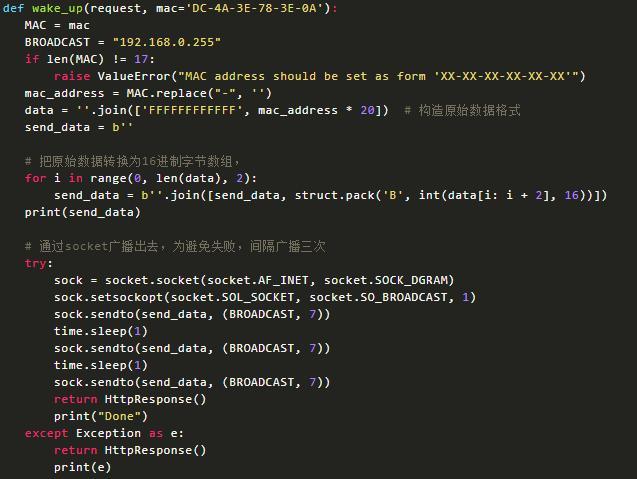 def wake_up(request, mac='DC-4A-3E-78-3E-0A'):
    MAC = mac
    BROADCAST = "192.168.0.255"
    if len(MAC) != 17:
        raise ValueError("MAC address should be set as form 'XX-XX-XX-XX-XX-XX'")
    mac_address = MAC.replace("-", '')
    data = ''.join(['FFFFFFFFFFFF', mac_address * 20])  # 构造原始数据格式
    send_data = b''

    # 把原始数据转换为16进制字节数组，
    for i in range(0, len(data), 2):
        send_data = b''.join([send_data, struct.pack('B', int(data[i: i + 2], 16))])
    print(send_data)

    # 通过socket广播出去，为避免失败，间隔广播三次
    try:
        sock = socket.socket(socket.AF_INET, socket.SOCK_DGRAM)
        sock.setsockopt(socket.SOL_SOCKET, socket.SO_BROADCAST, 1)
        sock.sendto(send_data, (BROADCAST, 7))
        time.sleep(1)
        sock.sendto(send_data, (BROADCAST, 7))
        time.sleep(1)
        sock.sendto(send_data, (BROADCAST, 7))
        return HttpResponse()
        print("Done")
    except Exception as e:
        return HttpResponse()
        print(e)